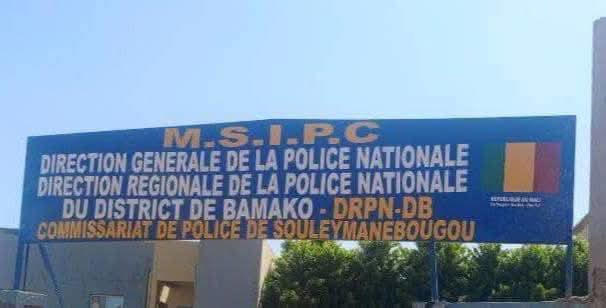 M.S.I.P.C
DIRECTION GENERALE DE LA POLICE NATIONALE
DIRECTION REGIONALE DE LA POLICE NATIONALE
DU DISTRICT DE BAMAKO - DRPN-DB
COMMISSARIAT DE POLICE DE SOULEYMANEBOUGOU
REPUBLIQUE DU MALI